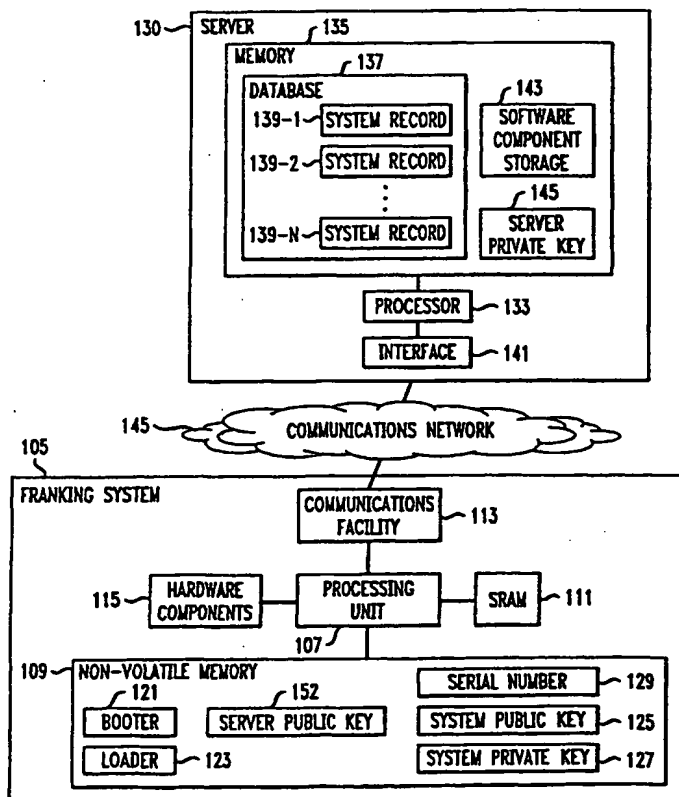 130 SERVER
135
MEMORY
137
DATABASE
139-1 SYSTEM RECORD
139-2 SYSTEM RECORD
139-N SYSTEM RECORD
143
SOFTWARE
COMPONENT
STORAGE
145
SERVER
PRIVATE KEY
PROCESSOR 133
INTERFACE 141
145 COMMUNICATIONS NETWORK
105
FRANKING SYSTEM
COMMUNICATIONS
FACILITY
113
115 HARDWARE
COMPONENTS
PROCESSING
UNIT
107
SRAM 111
109 NON-VOLATILE MEMORY
121
BOOTER
LOADER 123
152
SERVER PUBLIC KEY
SERIAL NUMBER 129
SYSTEM PUBLIC KEY 125
SYSTEM PRIVATE KEY 127